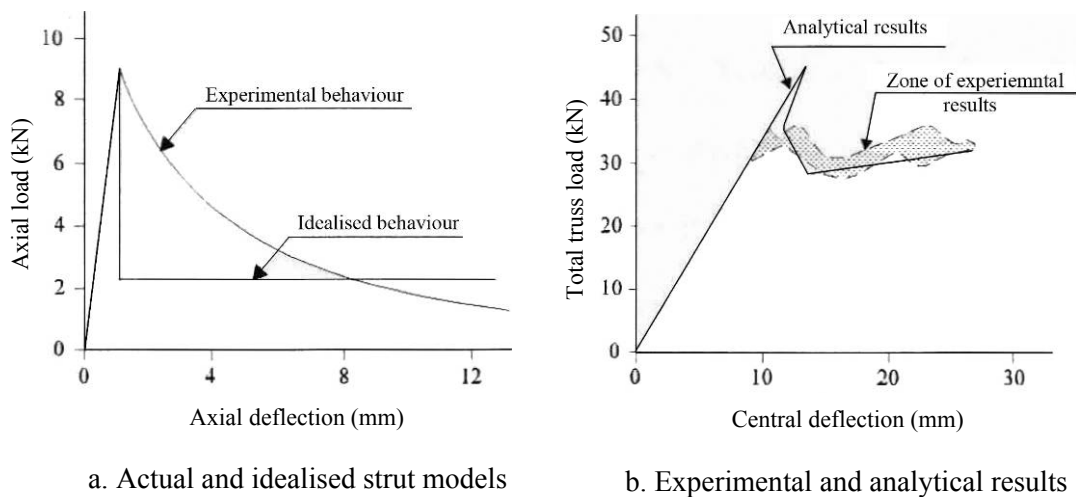 10
8
6
4
2
0
Axial load (kN)
Experimental behaviour
Idealised behaviour
0
4
8
12
Axial deflection (mm)
a. Actual and idealised strut models
50
40
30
20
10
0
Total truss load (kN)
Analytical
results
Zone of experiemntal
results
0
10
20
30
Central deflection (mm)
b. Experimental and analytical results